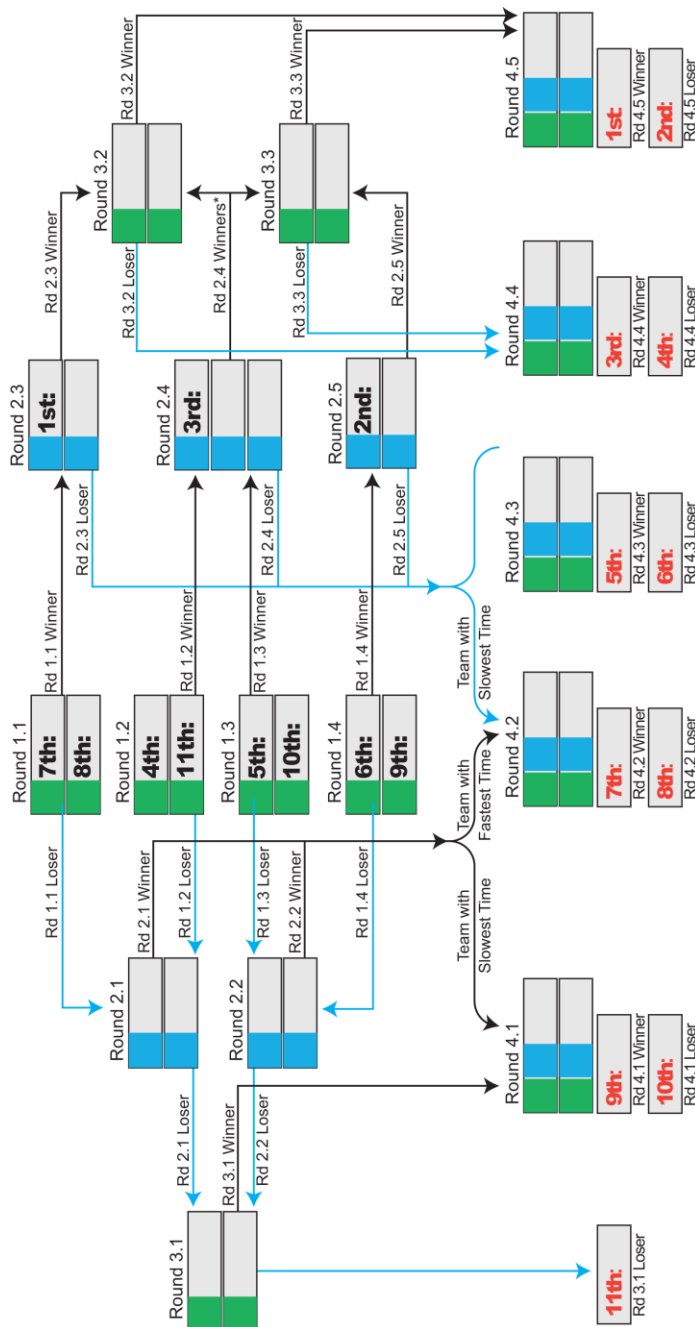 Round 3.1
Rd 3.1 Winner
11th:
Rd 3.1 Loser
Rd 2.1 Loser
Rd 2.2 Loser
Round 2.1
Rd 2.1 Winner
Round 2.2
Rd 2.2 Winner
Round 4.1
9th:
Rd 4.1 Winner
10th:
Rd 4.1 Loser
Rd 1.1 Loser
Rd 1.2 Loser
Rd 1.3 Loser
Rd 1.4 Loser
Team with
Slowest Time
Team with
Fastest Time
Round 1.1
7th:
8th:
Round 1.2
4th:
11th:
Round 1.3
5th:
10th:
Round 1.4
6th:
9th:
Round 4.2
7th:
Rd 4.2 Winner
8th:
Rd 4.2 Loser
Rd 1.1 Winner
Rd 1.2 Winner
Rd 1.3 Winner
Rd 1.4 Winner
Team with
Slowest Time
Rd 2.3 Loser
Rd 2.4 Loser
Rd 2.5 Loser
Round 4.3
5th:
Rd 4.3 Winner
6th:
Rd 4.3 Loser
Round 2.3
1st:
Round 2.4
3rd:
Round 2.5
2nd:
Rd 2.3 Winner
Rd 3.2 Loser
Rd 2.4 Winners*
Rd 3.3 Loser
Rd 2.5 Winner
Round 4.4
3rd:
Rd 4.4 Winner
4th:
Rd 4.4 Loser
Round 3.2
Round 3.3
Rd 3.2 Winner
Rd 3.3 Winner
Round 4.5
1st:
Rd 4.5 Winner
2nd:
Rd 4.5 Loser